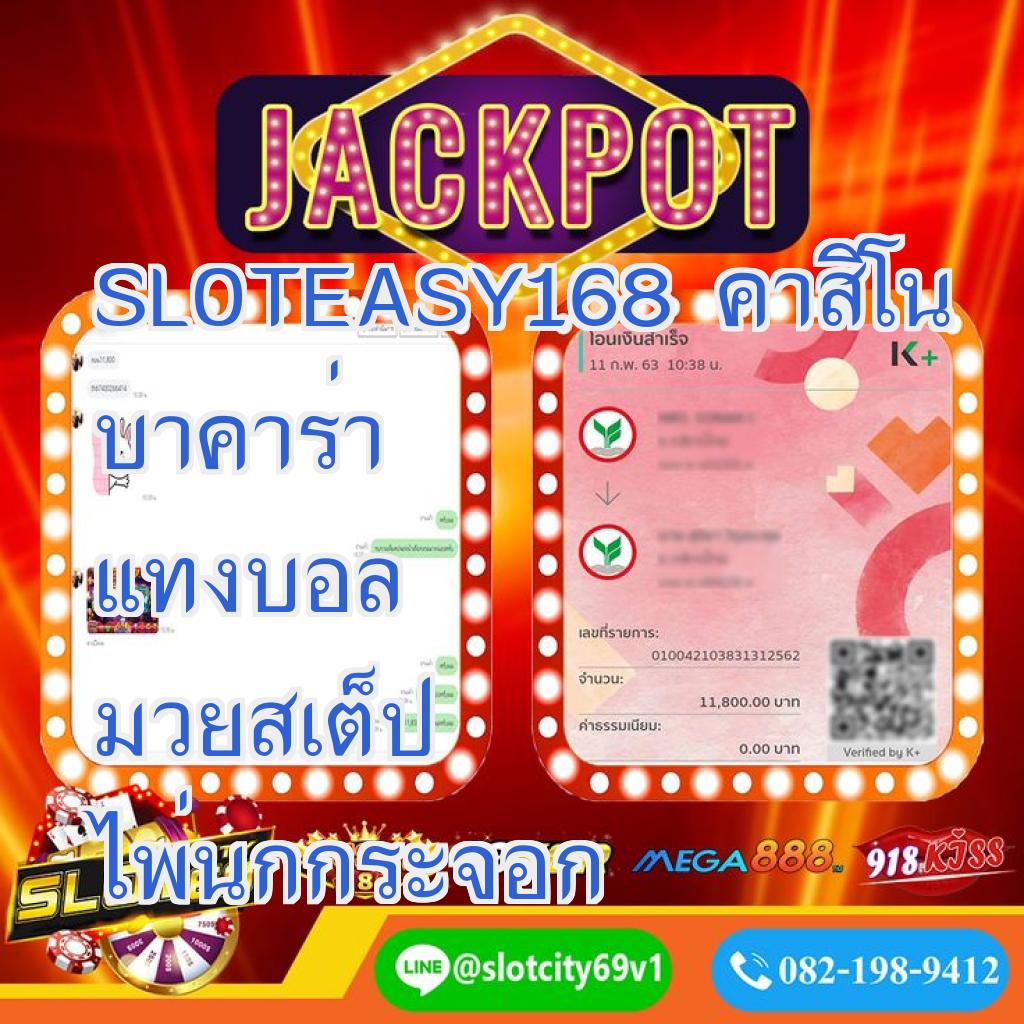 JACKPOT
SLOTEASY168 คาสิโน
บาคาร่า
แทงบอล
มวยสเต็ป
ไพ่นกกระจอก
โอนเงินสำเร็จ
11 ก.พ. 63 10:38 น.
K+
เลขที่รายการ:
010042103831312562
จำนวน:
11,800.00 บาท
ค่าธรรมเนียม:
0.00 บาท
Verified by K+
MEGA888
918KISS
LINE @slotcity69v1
082-198-9412